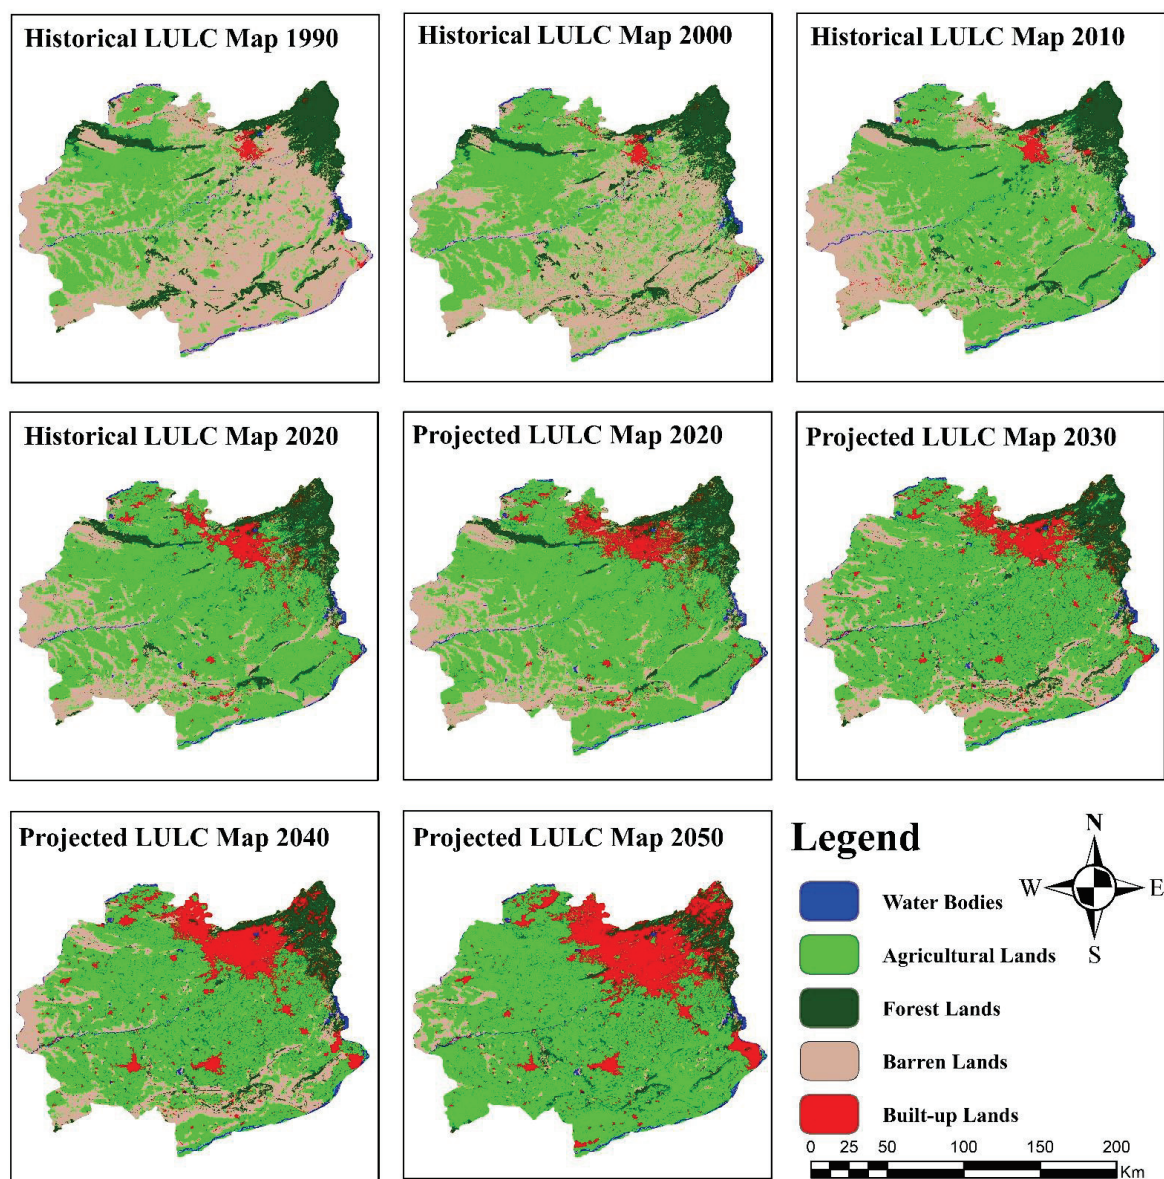 Historical LULC Map 1990
Historical LULC Map 2000
Historical LULC Map 2010
Historical LULC Map 2020
Projected LULC Map 2020
Projected LULC Map 2030
Projected LULC Map 2040
Projected LULC Map 2050
Legend
N
W
E
S
Water Bodies
Agricultural Lands
Forest Lands
Barren Lands
Built-up Lands
0 25 50 100 150 200
Km